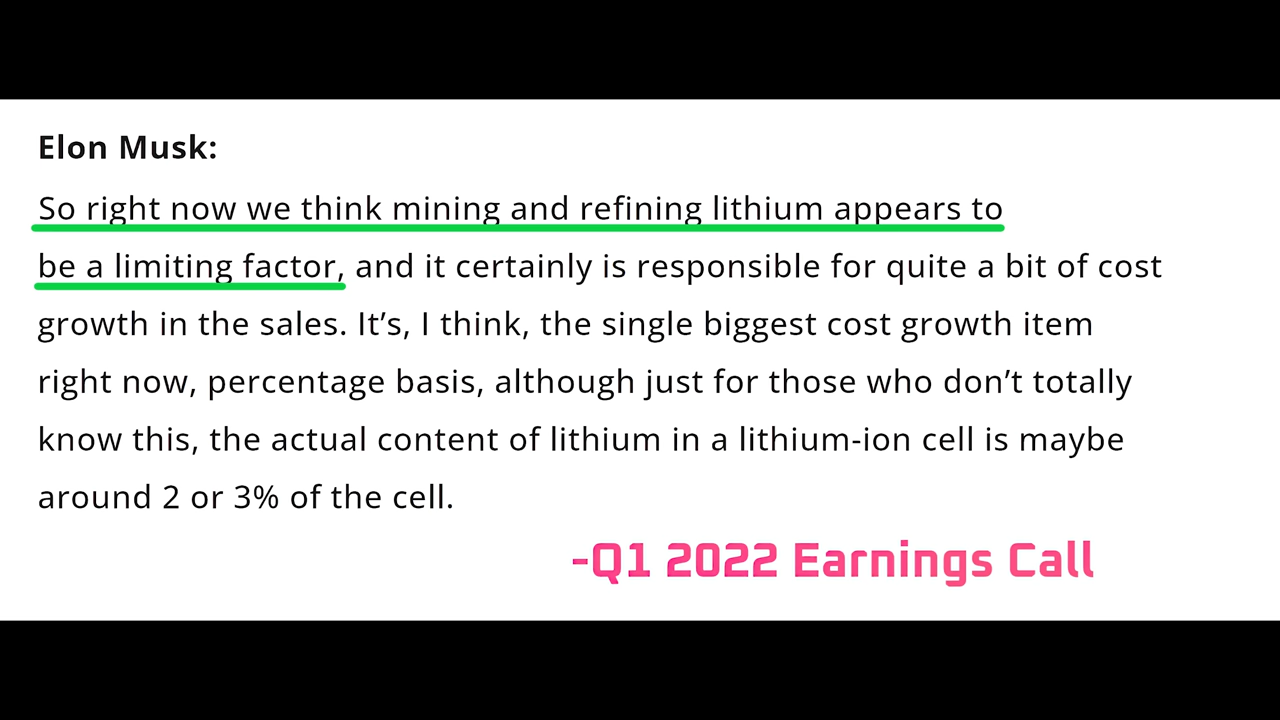 Elon Musk:
So right now we think mining and refining lithium appears to
be a limiting factor, and it certainly is responsible for quite a bit of cost
growth in the sales. It’s, I think, the single biggest cost growth item
right now, percentage basis, although just for those who don’t totally
know this, the actual content of lithium in a lithium-ion cell is maybe
around 2 or 3% of the cell.
-Q1 2022 Earnings Call